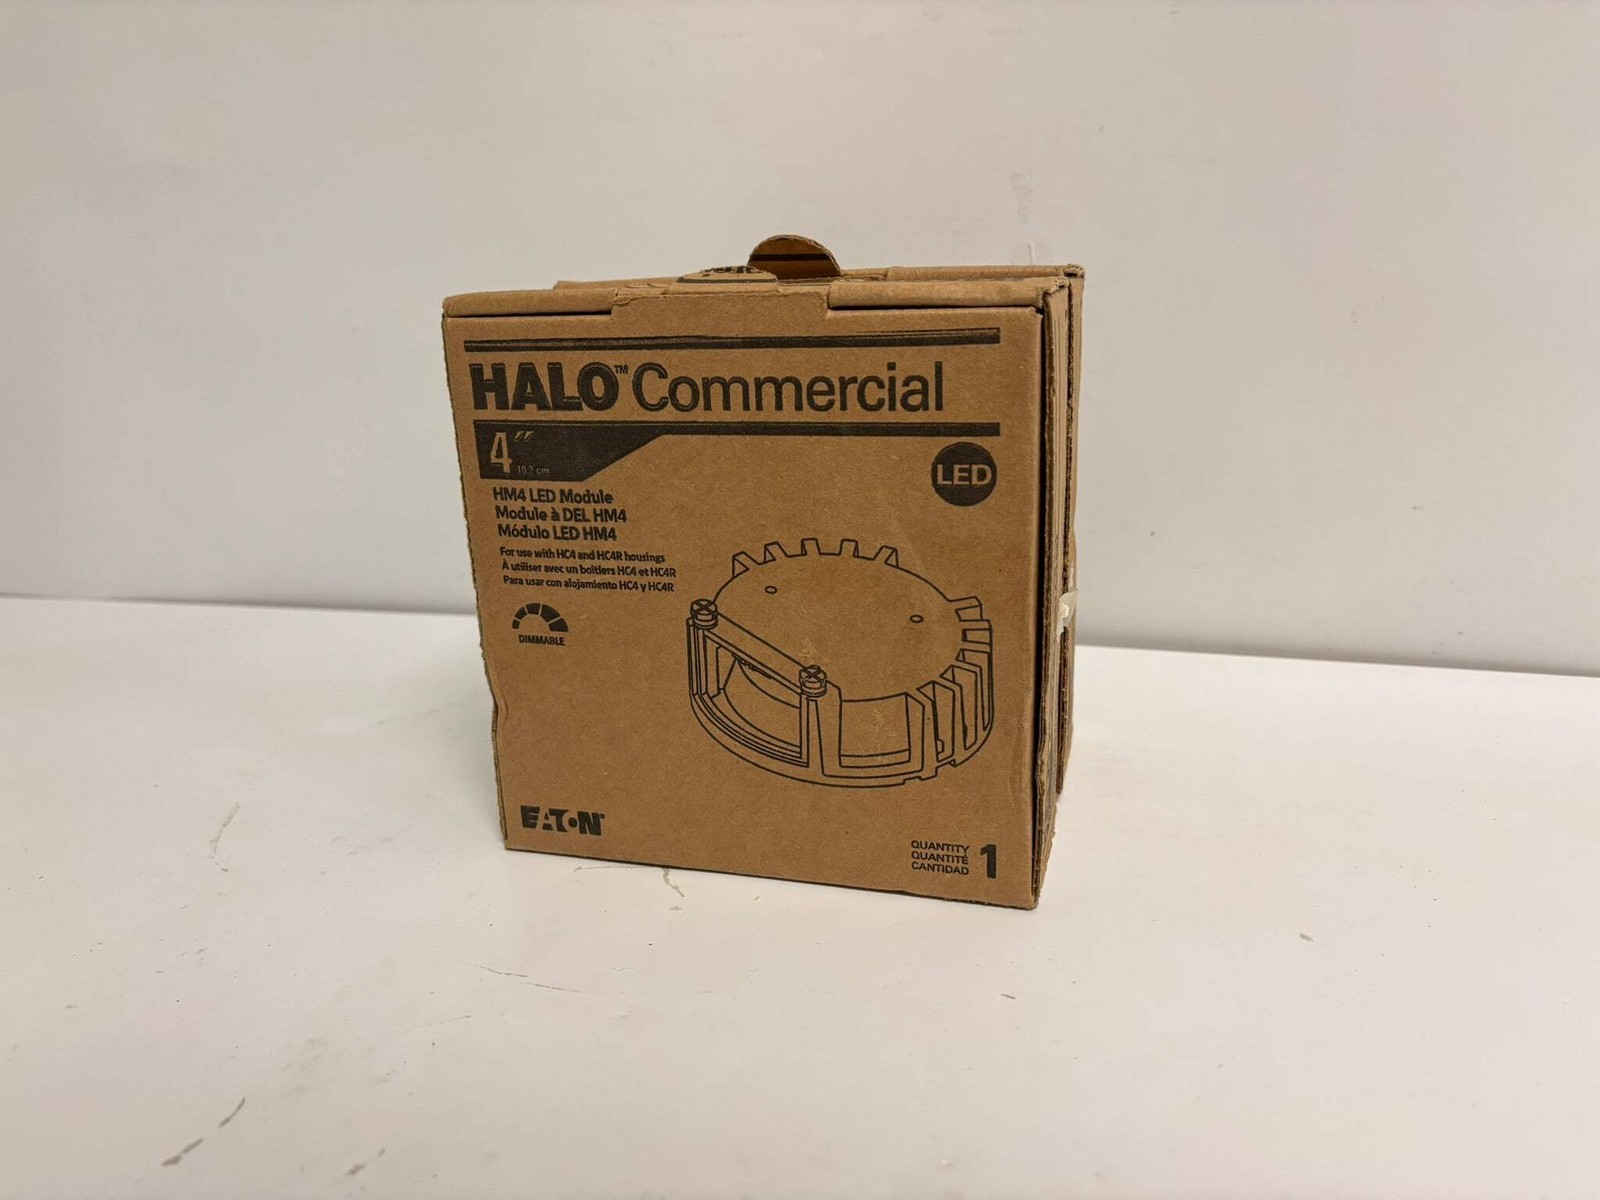 HALO™ Commercial
4"
10.2 cm
LED
HM4 LED Module
Module à DEL HM4
Módulo LED HM4
For use with HC4 and HC4R housings
À utiliser avec un boîtiers HC4 et HC4R
Para usar con alojamiento HC4 y HC4R
DIMMABLE
EATON
QUANTITY
QUANTITÉ
CANTIDAD
1